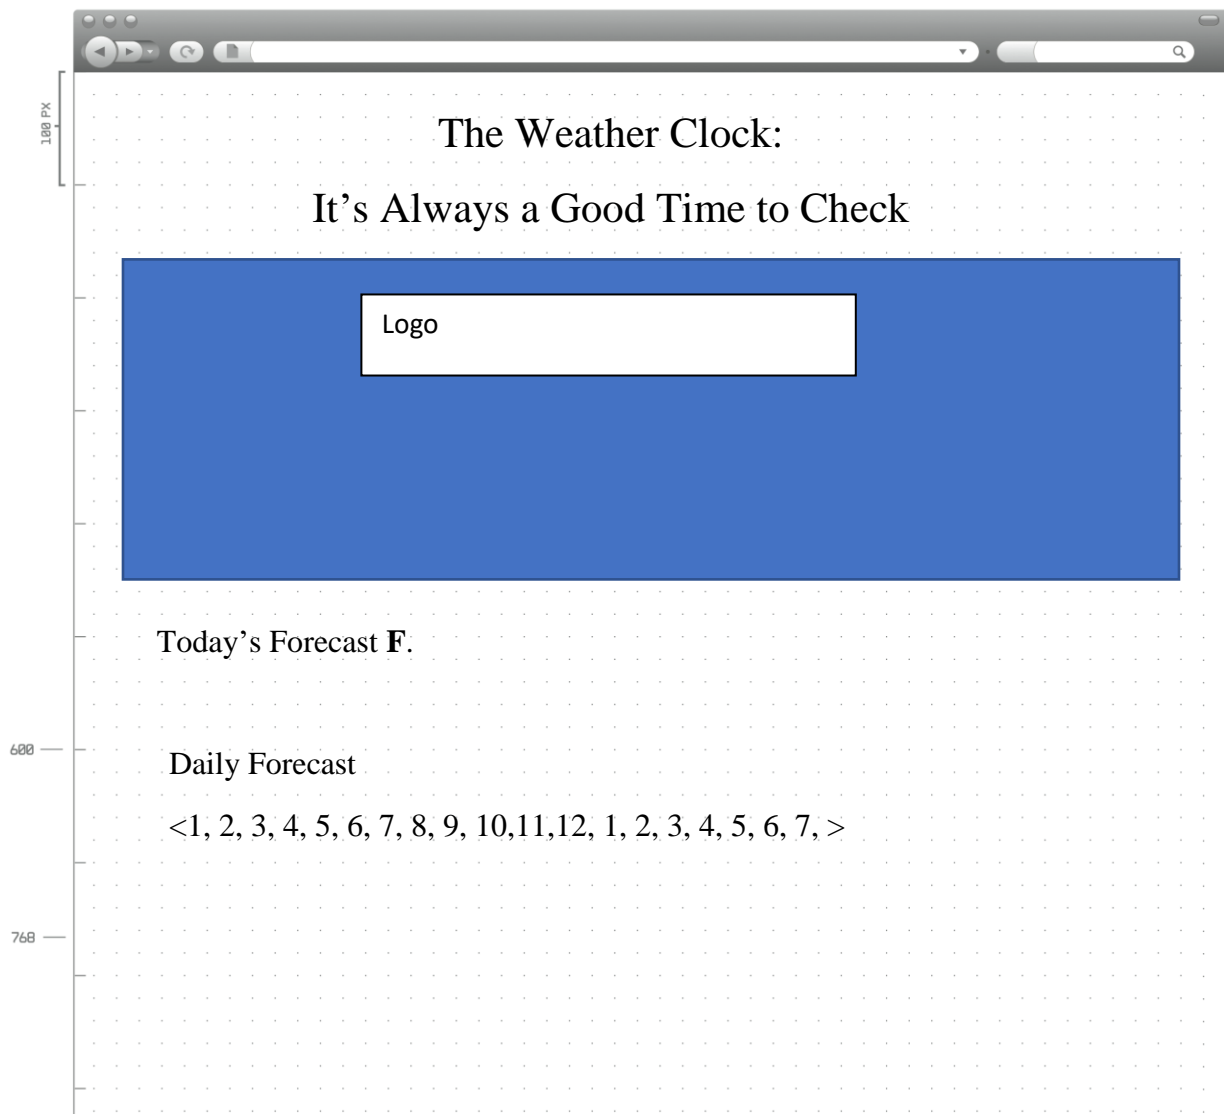 100 PX
The Weather Clock:
It’s Always a Good Time to Check
Logo
Today’s Forecast F.
600
Daily Forecast
<1, 2, 3, 4, 5, 6, 7, 8, 9, 10,11,12, 1, 2, 3, 4, 5, 6, 7, >
768